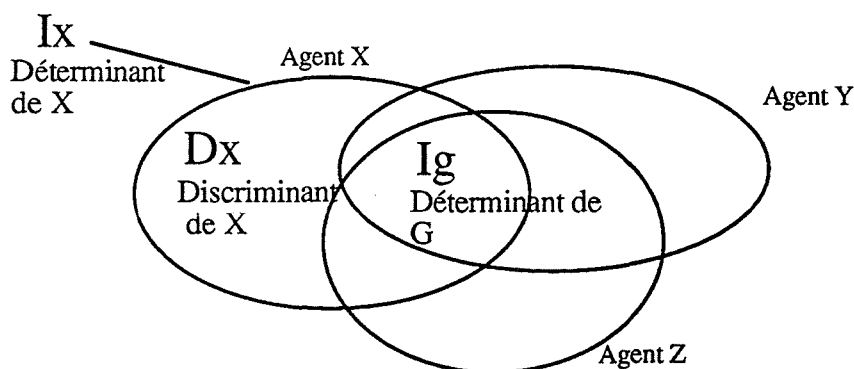 Ix
Déterminant
de X
Agent X
Agent Y
Dx
Discriminant
de X
Ig
Déterminant de
G
Agent Z